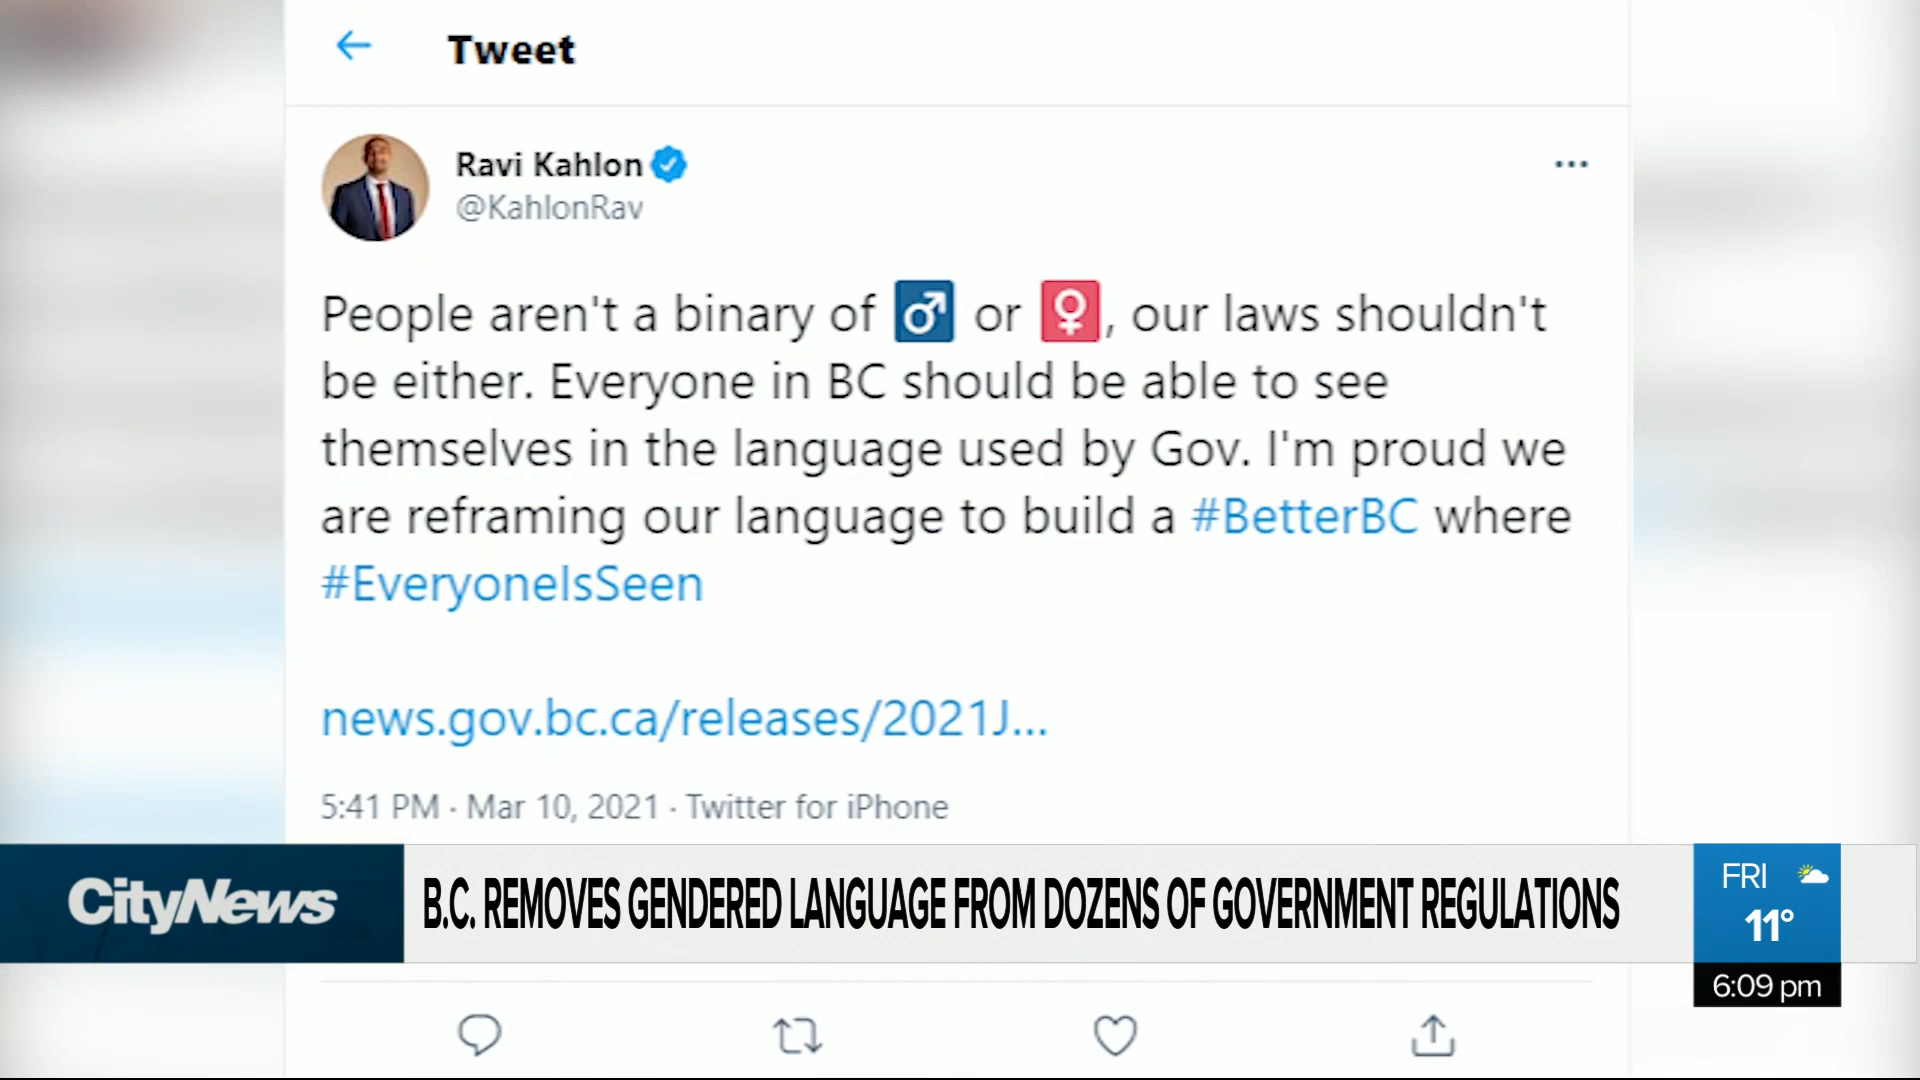 Tweet
Ravi Kahlon
@KahlonRav
People aren't a binary of ♂ or ♀, our laws shouldn't
be either. Everyone in BC should be able to see
themselves in the language used by Gov. I'm proud we
are reframing our language to build a #BetterBC where
#EveryoneIsSeen
news.gov.bc.ca/releases/2021J...
5:41 PM · Mar 10, 2021 · Twitter for iPhone
CityNews
B.C. REMOVES GENDERED LANGUAGE FROM DOZENS OF GOVERNMENT REGULATIONS
FRI
11°
6:09 pm